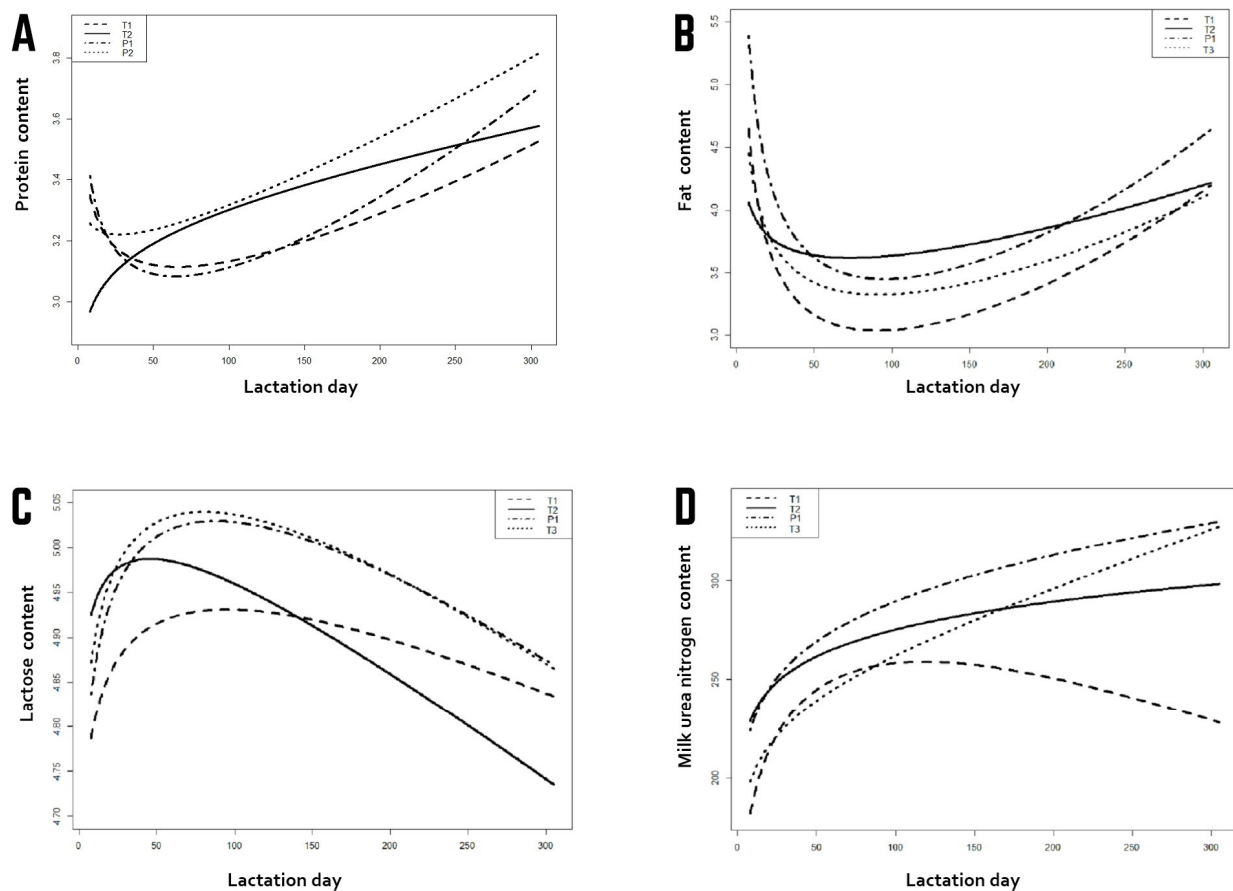 A
Protein content
T1
T2
P1
P2
3.0 3.2 3.4 3.6 3.8
0 50 100 150 200 250 300
Lactation day
B
Fat content
T1
T2
P1
T3
3.0 3.5 4.0 4.5 5.0 5.5
0 50 100 150 200 250 300
Lactation day
C
Lactose content
T1
T2
P1
T3
4.70 4.75 4.80 4.85 4.90 4.95 5.00 5.05
0 50 100 150 200 250 300
Lactation day
D
Milk urea nitrogen content
T1
T2
P1
T3
200 250 300
0 50 100 150 200 250 300
Lactation day